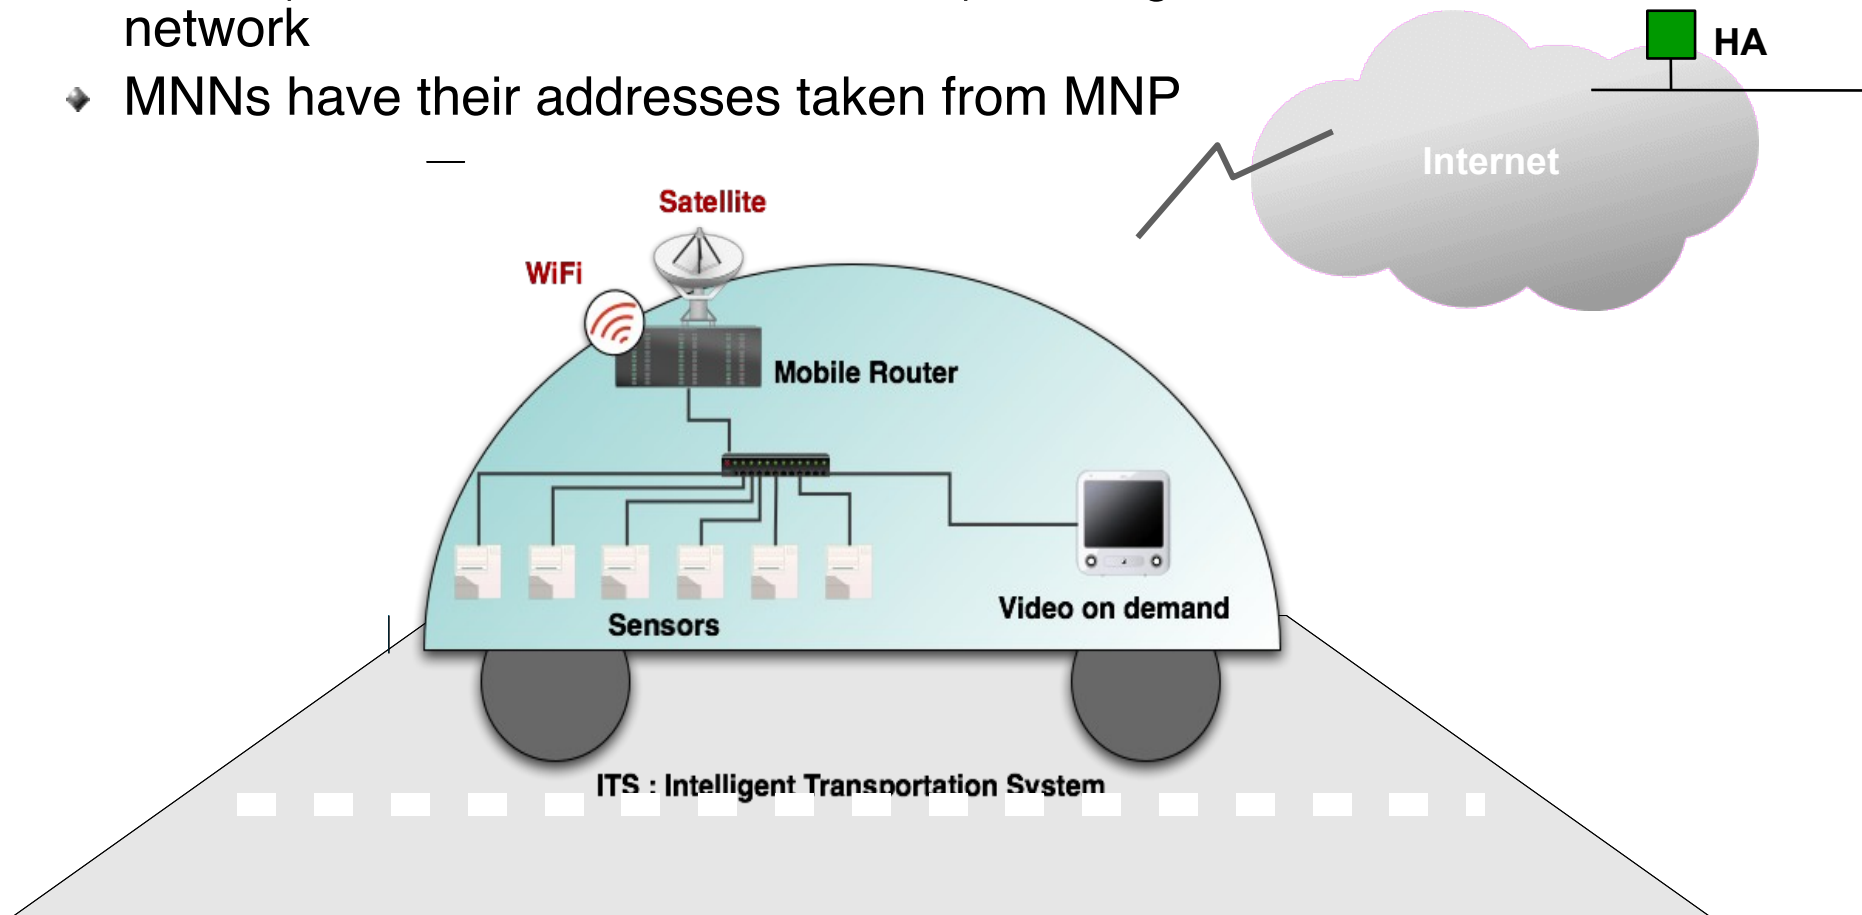 network
MNNs have their addresses taken from MNP
HA
Internet
Satellite
WiFi
Mobile Router
Sensors
Video on demand
ITS : Intelligent Transportation System